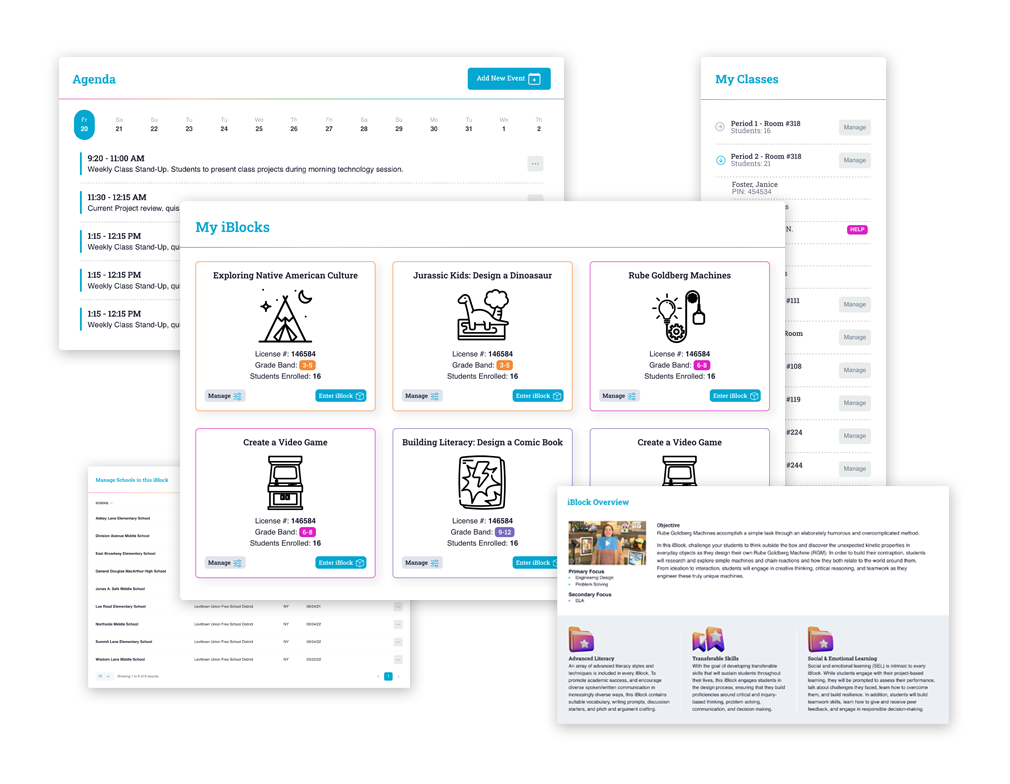 Agenda
Add New Event
Fr Sa Su Tu Tu We Th Fr Sa Su Mo Tu We Th
20 21 22 23 24 25 26 27 28 29 30 31 1 2
9:20 - 11:00 AM
Weekly Class Stand-Up. Students to present class projects during morning technology session.
11:30 - 12:15 AM
Current Project review, quis
1:15 - 12:15 PM
Weekly Class Stand-Up, qu
1:15 - 12:15 PM
Weekly Class Stand-Up, qu
1:15 - 12:15 PM
Weekly Class Stand-Up, qu
My Classes
Period 1 - Room #318
Students: 16
Manage
Period 2 - Room #318
Students: 21
Manage
Foster, Janice
PIN: 454534
s
N.
HELP
s
#111
Manage
Room
Manage
#108
Manage
#119
Manage
#224
Manage
#244
Manage
My iBlocks
Exploring Native American Culture
License #: 146584
Grade Band: 3-5
Students Enrolled: 16
Manage
Enter iBlock
Jurassic Kids: Design a Dinosaur
License #: 146584
Grade Band: 3-5
Students Enrolled: 16
Manage
Enter iBlock
Rube Goldberg Machines
License #: 146584
Grade Band: 6-8
Students Enrolled: 16
Manage
Enter iBlock
Create a Video Game
License #: 146584
Grade Band: 6-8
Students Enrolled: 16
Manage
Enter iBlock
Building Literacy: Design a Comic Book
License #: 146584
Grade Band: 9-12
Students Enrolled: 16
Manage
Enter iBlock
Create a Video Game
Manage Schools in this iBlock
SCHOOL
Abbey Lane Elementary School
Division Avenue Middle School
East Broadway Elementary School
General Douglas MacArthur High School
Jonas A. Salk Middle School
Lee Road Elementary School Levittown Union Free School District NY 09/24/21
Northside Middle School Levittown Union Free School District NY 03/24/22
Summit Lane Elementary School Levittown Union Free School District NY 03/24/22
Wisdom Lane Middle School Levittown Union Free School District NY 03/22/22
10
Showing 1 to 9 of 9 records
1
iBlock Overview
Objective
Rube Goldberg Machines accomplish a simple task through an elaborately humorous and overcomplicated method.
In this iBlock, challenge your students to think outside the box and discover the unexpected kinetic properties in
everyday objects as they design their own Rube Goldberg Machine (RGM). In order to build their contraption, students
will research and explore simple machines and chain reactions and how they both relate to the world around them.
From ideation to interaction, students will engage in creative thinking, critical reasoning, and teamwork as they
engineer these truly unique machines.
Primary Focus
Engineering Design
Problem Solving
Secondary Focus
ELA
Advanced Literacy
An array of advanced literacy styles and
techniques is included in every iBlock. To
promote academic success, and encourage
diverse spoken/written communication in
increasingly diverse ways, this iBlock contains
suitable vocabulary, writing prompts, discussion
starters, and pitch and argument crafting.
Transferable Skills
With the goal of developing transferable
skills that will sustain students throughout
their lives, this iBlock engages students in
the design process, ensuring that they build
proficiencies around critical and inquiry-
based thinking, problem solving,
communication, and decision making.
Social & Emotional Learning
Social and emotional learning (SEL) is intrinsic to every
iBlock. While students engage with their project-based
learning, they will be prompted to assess their performance,
talk about challenges they faced, learn how to overcome
them, and build resilience. In addition, students will build
teamwork skills, learn how to give and receive peer
feedback, and engage in responsible decision-making.